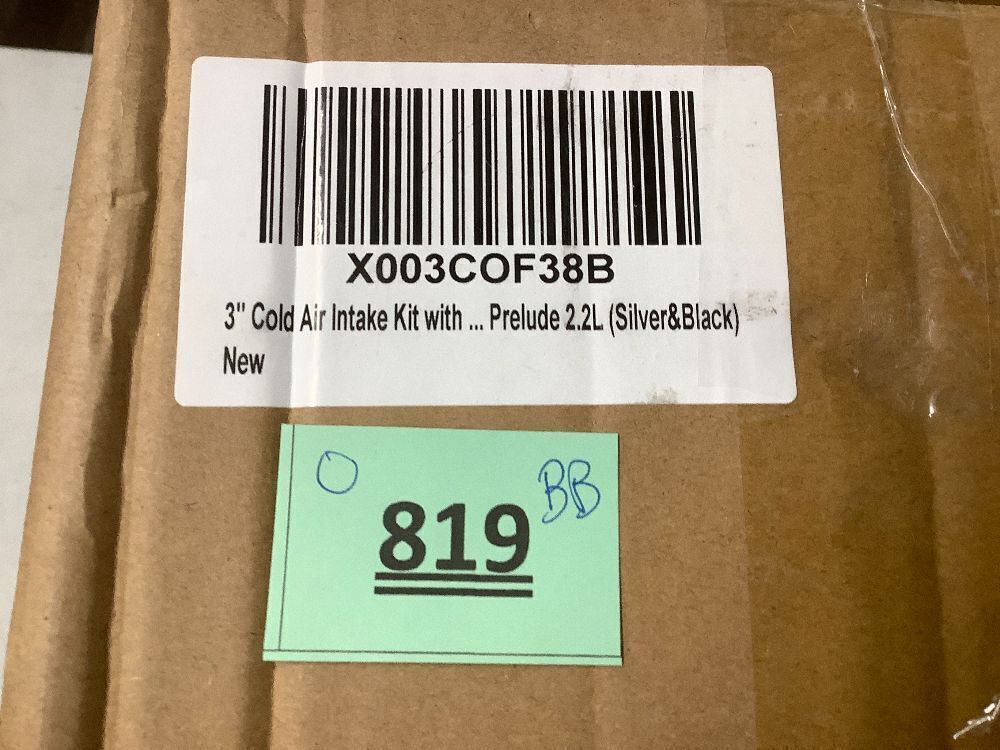 X003COF38B
3" Cold Air Intake Kit with ... Prelude 2.2L (Silver&Black)
New
O
BB
819